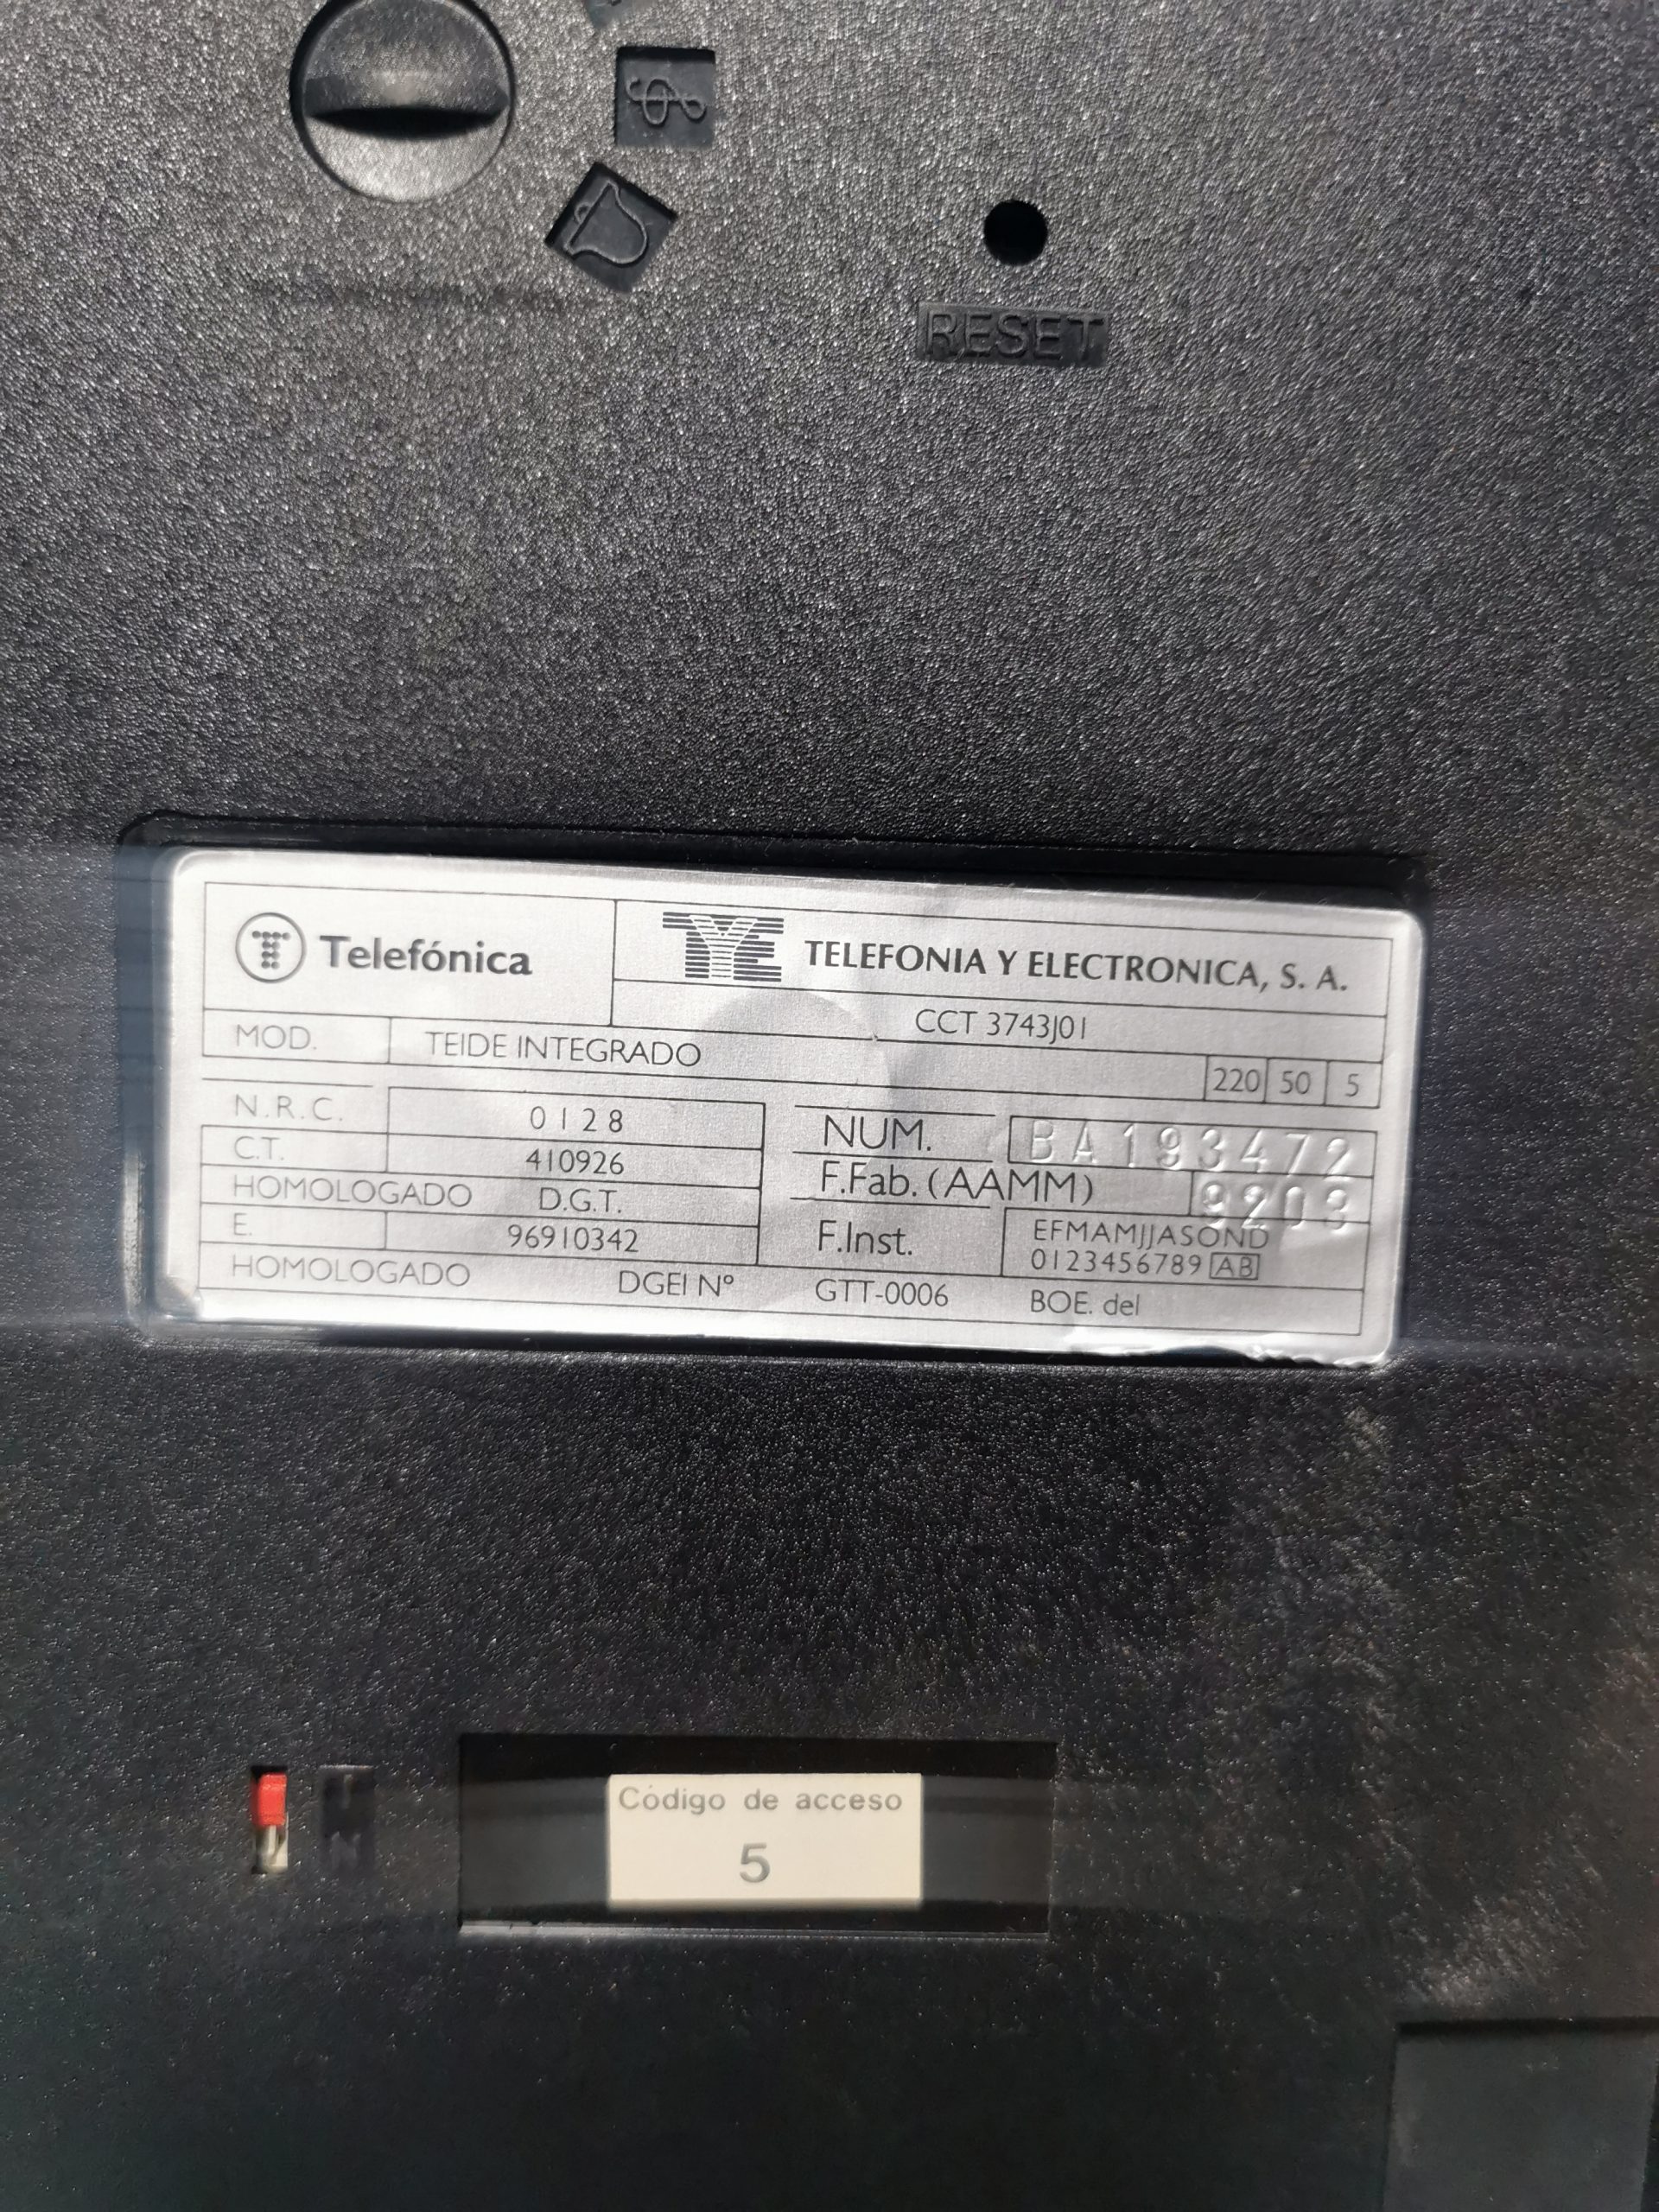 RESET
Telefónica
TYE TELEFONIA Y ELECTRONICA, S. A.
CCT 3743J01
MOD. TEIDE INTEGRADO
220 50 5
N.R.C. 0128
C.T. 410926
HOMOLOGADO D.G.T.
E. 96910342
NUM. BA193472
F.Fab. (AAMM) 9203
F.Inst. EFMAMJJASOND
0123456789 AB
HOMOLOGADO DGEI Nº GTT-0006 BOE. del
Código de acceso
5